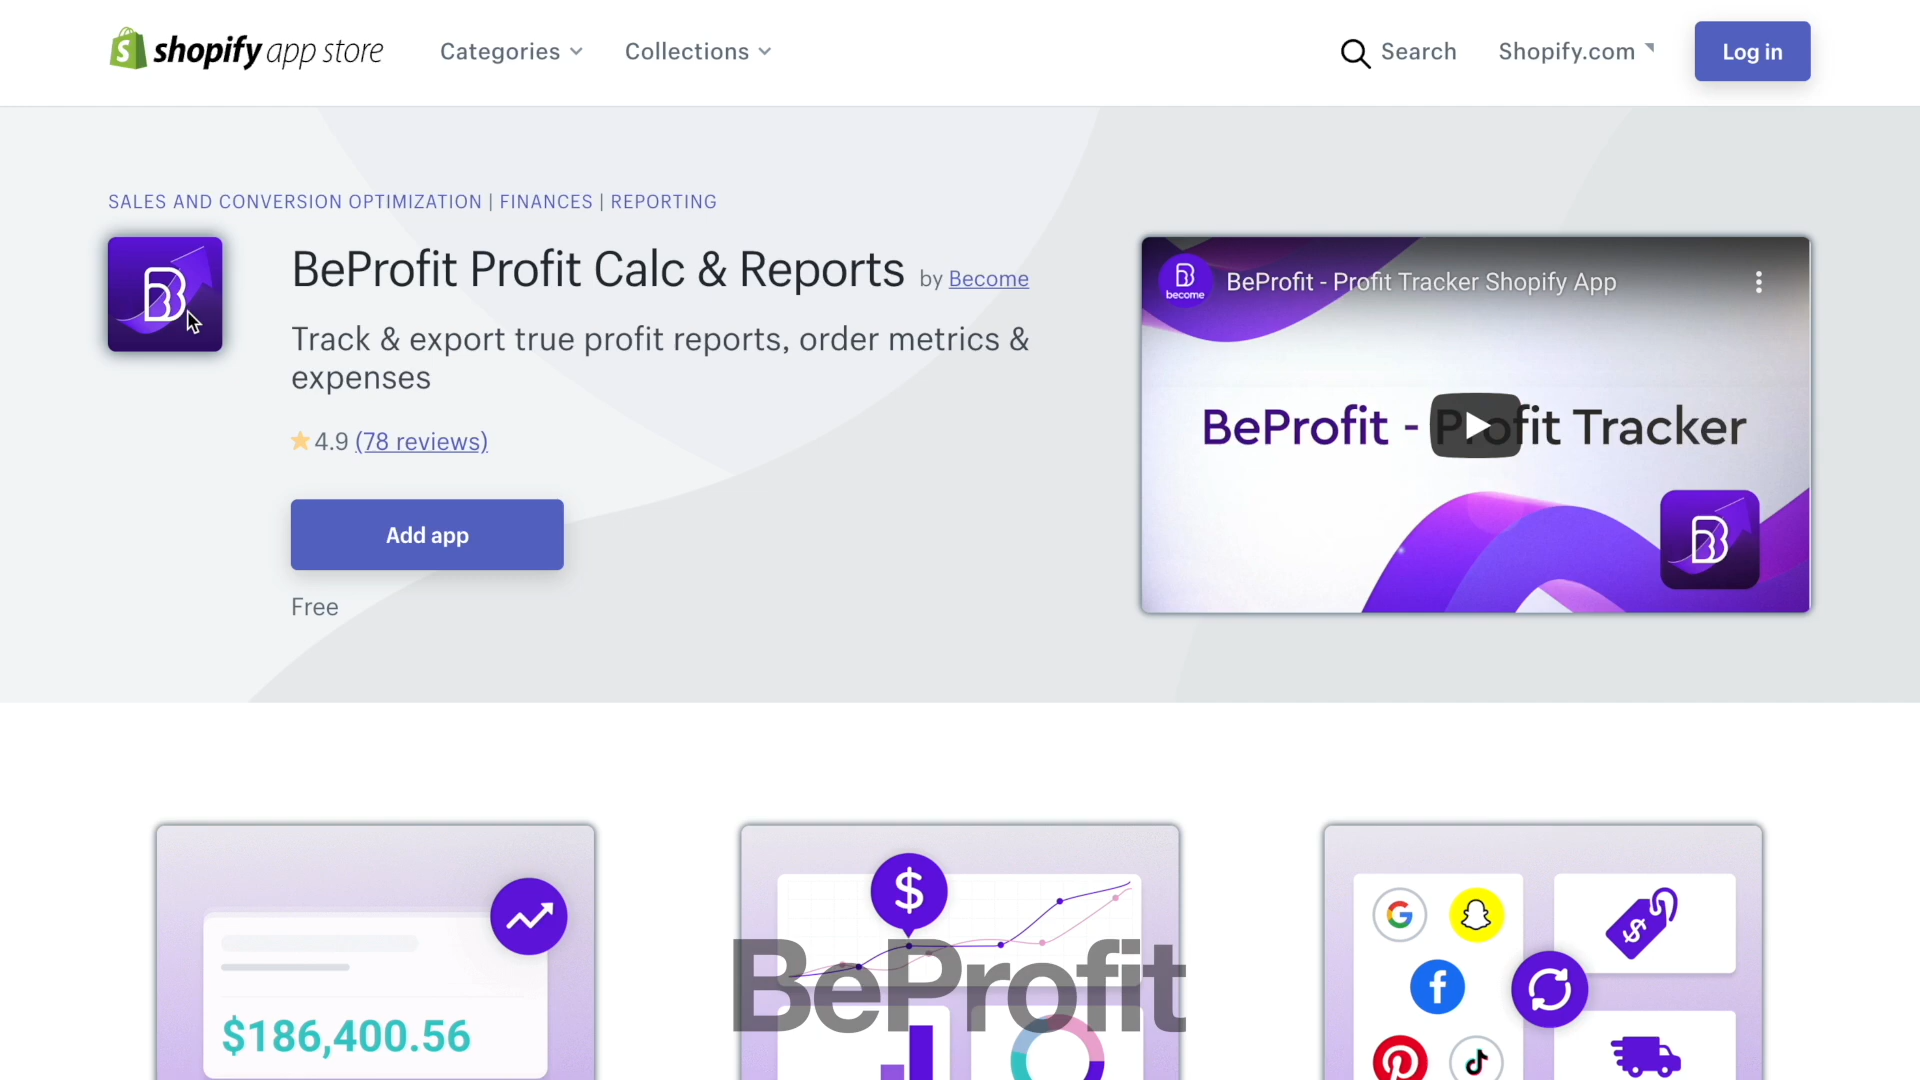 shopify app store
Categories
Collections
Search
Shopify.com
Log in
SALES AND CONVERSION OPTIMIZATION | FINANCES | REPORTING
BeProfit Profit Calc & Reports by Become
Track & export true profit reports, order metrics &
expenses
4.9 (78 reviews)
Add app
Free
become
BeProfit - Profit Tracker Shopify App
BeProfit - Profit Tracker
$186,400.56
$
BeProfit
$